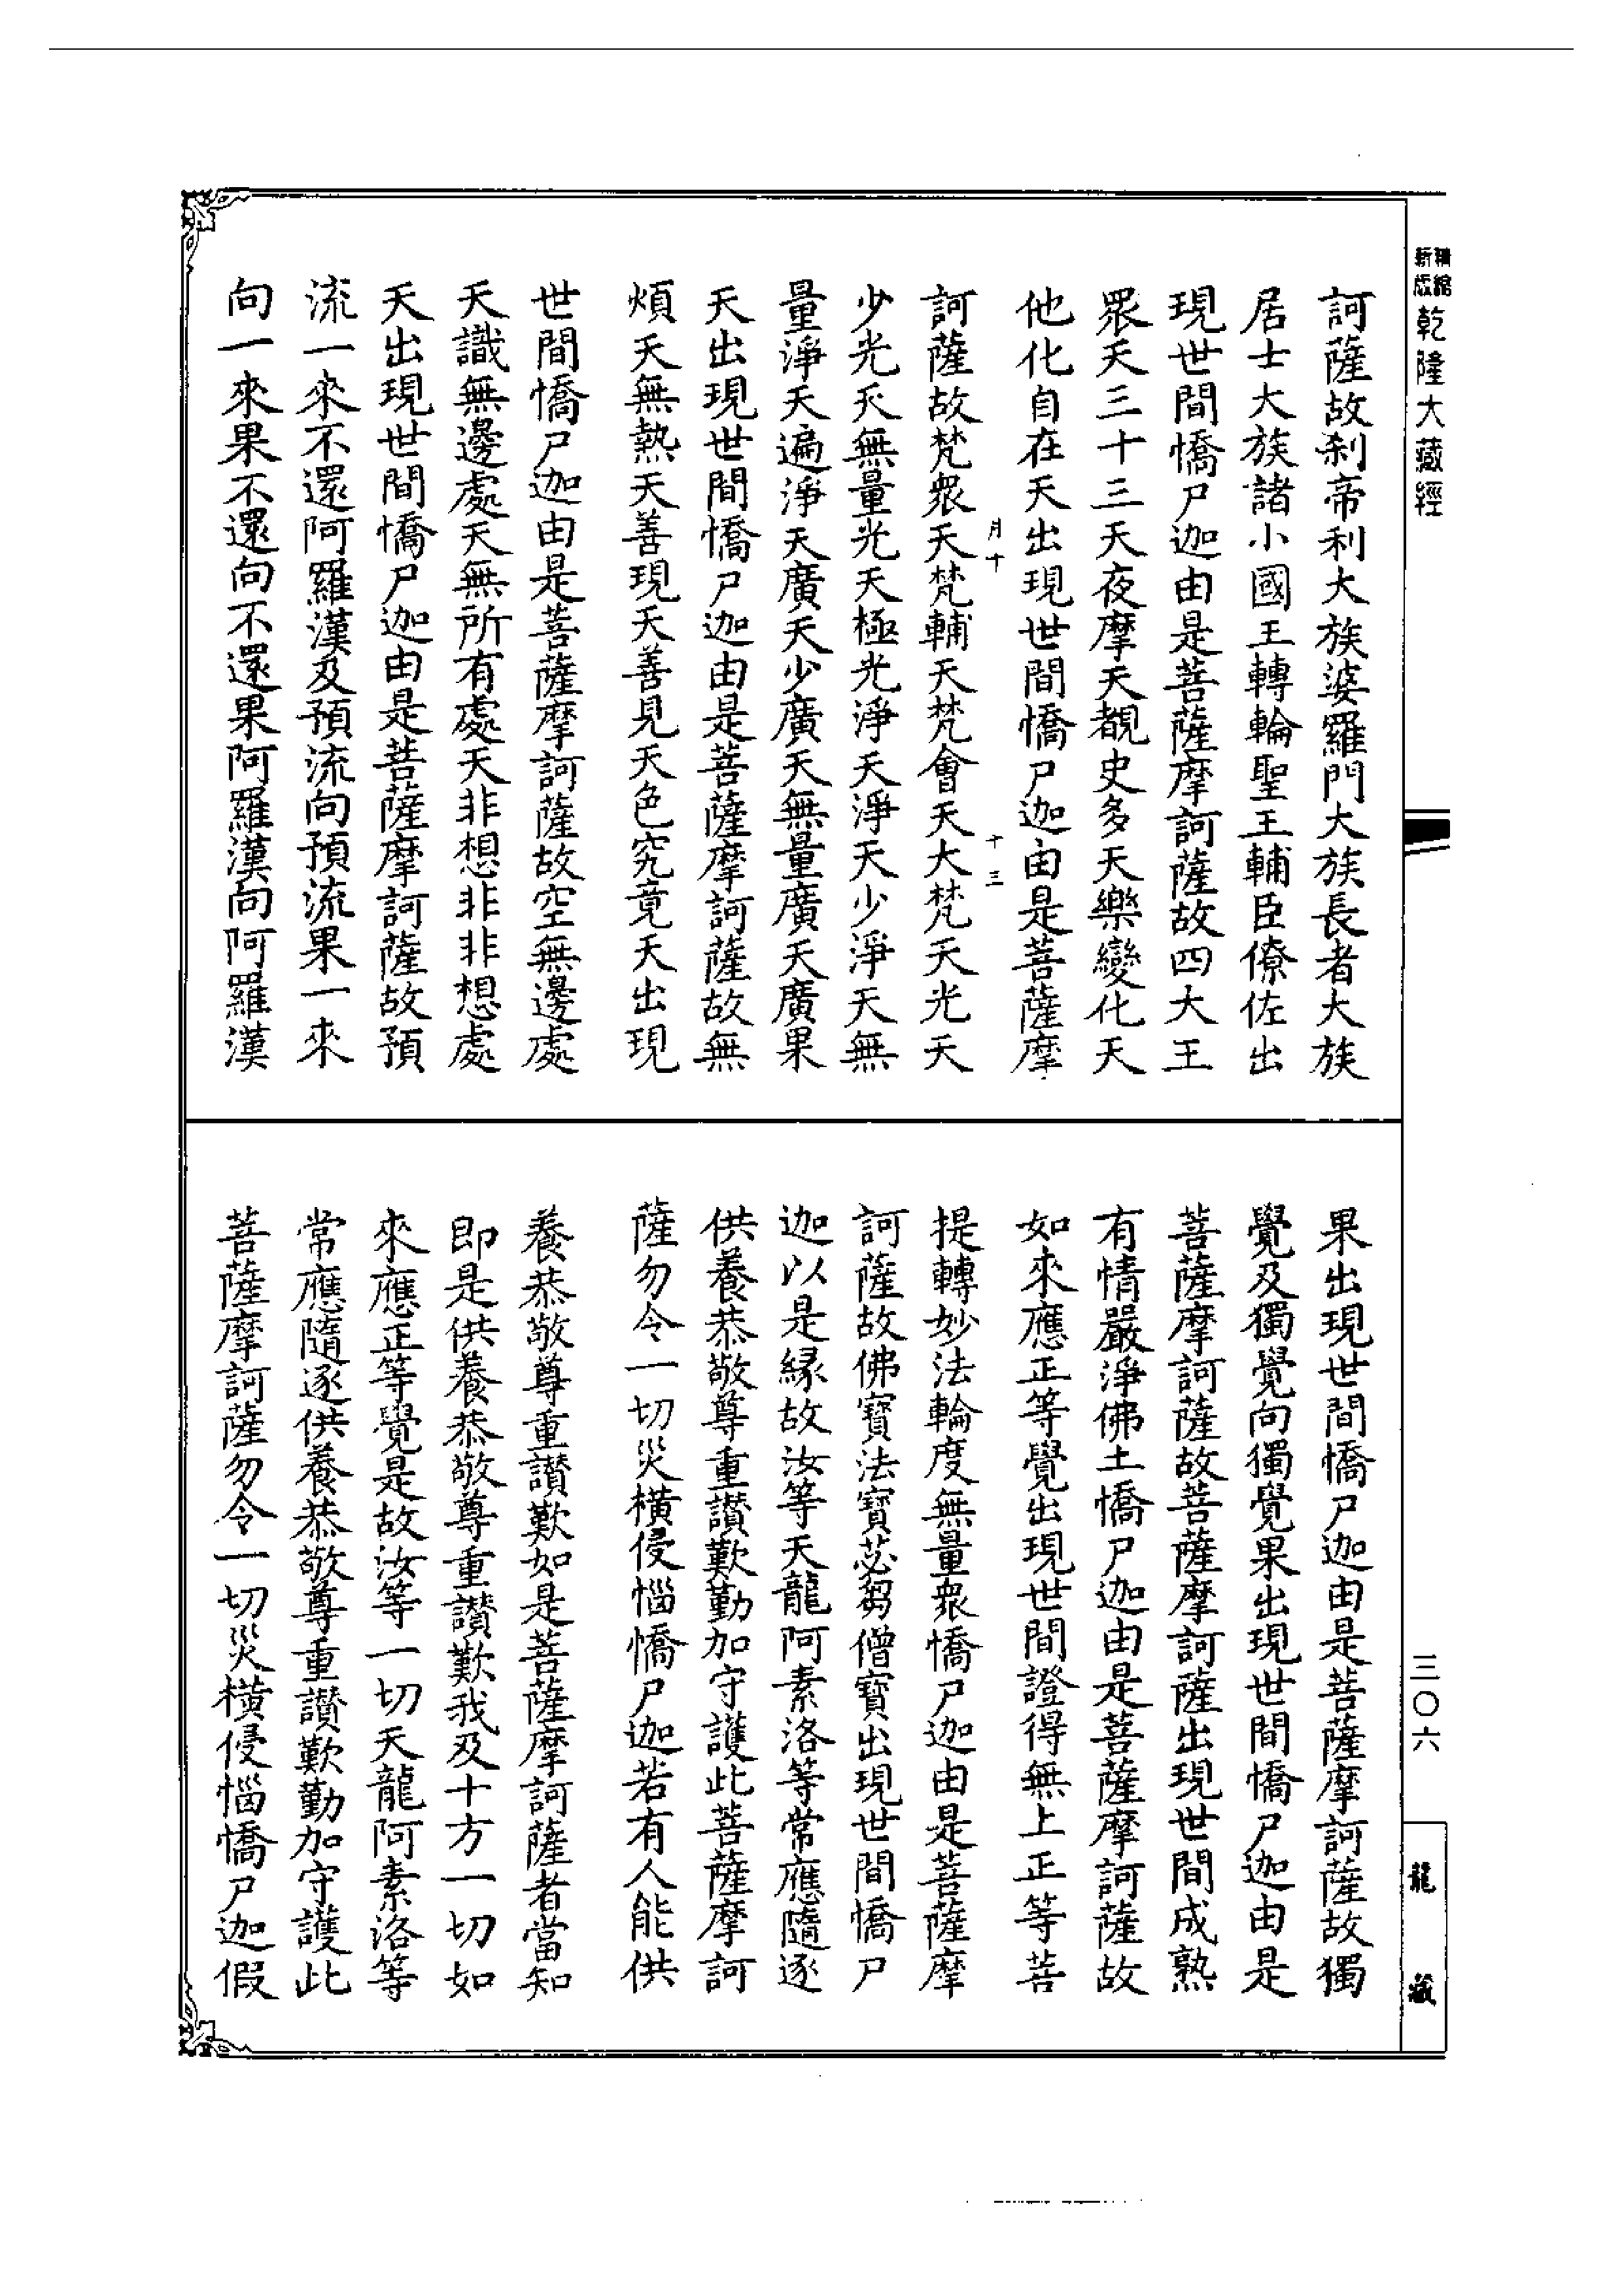 新版精縮乾隆大藏經
訶薩故刹帝利大族婆羅門大族長者大族
居士大族諸小國王轉輪聖王輔臣僚佐出
現世間憍尸迦由是菩薩摩訶薩故四大王
眾天三十三天夜摩天覩史多天樂變化天
他化自在天出現世間憍尸迦由是菩薩摩
月十
十三
訶薩故梵眾天梵輔天梵會天大梵天光天
少光天無量光天極光淨天淨天少淨天無
量淨天遍淨天廣天少廣天無量廣天廣果
天出現世間憍尸迦由是菩薩摩訶薩故無
煩天無熱天善現天善見天色究竟天出現
世間憍尸迦由是菩薩摩訶薩故空無邊處
天識無邊處天無所有處天非想非非想處
天出現世間憍尸迦由是菩薩摩訶薩故預
流一來不還阿羅漢及預流向預流果一來
向一來果不還向不還果阿羅漢向阿羅漢
果出現世間憍尸迦由是菩薩摩訶薩故獨
覺及獨覺向獨覺果出現世間憍尸迦由是
菩薩摩訶薩故菩薩摩訶薩出現世間成熟
有情嚴淨佛土憍尸迦由是菩薩摩訶薩故
如來應正等覺出現世間證得無上正等菩
提轉妙法輪度無量眾憍尸迦由是菩薩摩
訶薩故佛寶法寶苾芻僧寶出現世間憍尸
迦以是緣故汝等天龍阿素洛等常應隨逐
供養恭敬尊重讚歎勤加守護此菩薩摩訶
薩勿令一切災橫侵惱憍尸迦若有人能供
養恭敬尊重讚歎如是菩薩摩訶薩者當知
即是供養恭敬尊重讚歎我及十方一切如
來應正等覺是故汝等一切天龍阿素洛等
常應隨逐供養恭敬尊重讚歎勤加守護此
菩薩摩訶薩勿令一切災橫侵惱憍尸迦假
三〇六
龍藏